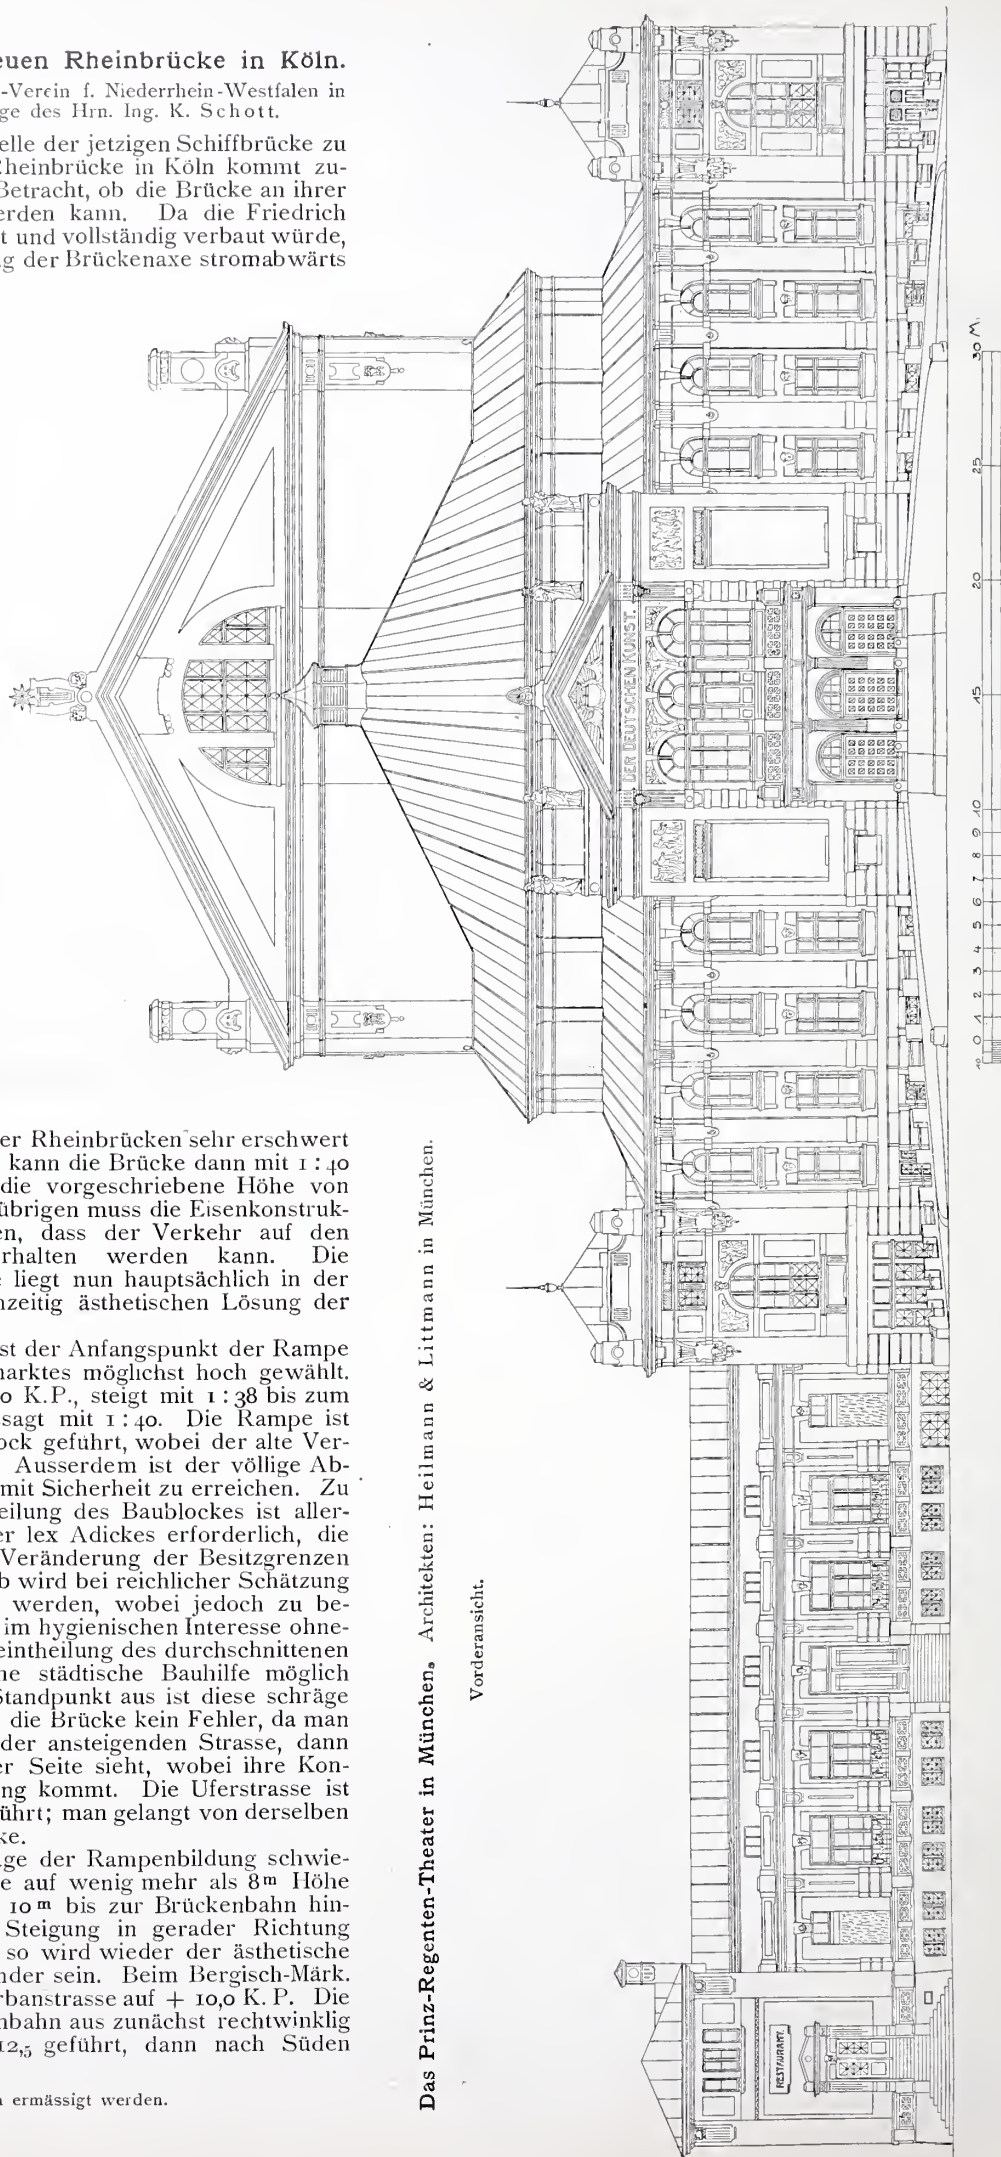 euen Rheinbrücke in Köln.
-Verein f. Niederrhein-Westfalen in
ge des Hrn. Ing. K. Schott.
elle der jetzigen Schiffbrücke zu
Rheinbrücke in Köln kommt zu-
Betracht, ob die Brücke an ihrer
erden kann. Da die Friedrich
t und vollständig verbaut würde,
g der Brückenaxe stromabwärts
er Rheinbrücken sehr erschwert
kann die Brücke dann mit 1 : 40
die vorgeschriebene Höhe von
übrigen muss die Eisenkonstruk-
en, dass der Verkehr auf den
rhalten werden kann. Die
e liegt nun hauptsächlich in der
hzeitig ästhetischen Lösung der
st der Anfangspunkt der Rampe
marktes möglichst hoch gewählt.
0 K.P., steigt mit 1 : 38 bis zum
sagt mit 1 : 40. Die Rampe ist
ock geführt, wobei der alte Ver-
Ausserdem ist der völlige Ab-
mit Sicherheit zu erreichen. Zu
eilung des Baublockes ist aller-
er lex Adickes erforderlich, die
Veränderung der Besitzgrenzen
b wird bei reichlicher Schätzung
werden, wobei jedoch zu be-
im hygienischen Interesse ohne-
eintheilung des durchschnittenen
ne städtische Bauhilfe möglich
Standpunkt aus ist diese schräge
die Brücke kein Fehler, da man
der ansteigenden Strasse, dann
er Seite sieht, wobei ihre Kon-
ng kommt. Die Uferstrasse ist
ührt; man gelangt von derselben
ke.
ge der Rampenbildung schwie-
e auf wenig mehr als 8m Höhe
10m bis zur Brückenbahn hin-
Steigung in gerader Richtung
so wird wieder der ästhetische
nder sein. Beim Bergisch-Märk.
rbanstrasse auf + 10,0 K. P. Die
nbahn aus zunächst rechtwinklig
12,5 geführt, dann nach Süden
n ermässigt werden.
Das Prinz-Regenten-Theater in München. Architekten: Heilmann & Littmann in München.
Vorderansicht.
DER DEUTSCHEN KUNST.
RESTAURANT.
10 0 1 2 3 4 5 6 7 8 9 10 15 20 25 30 M.